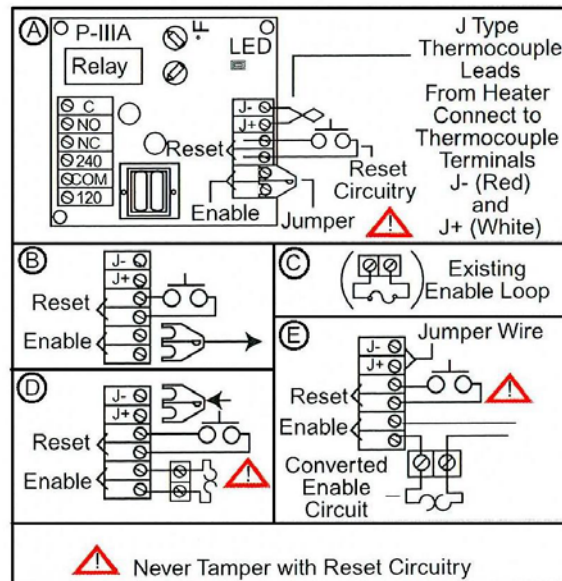 A
P-IIIA
°F
LED
Relay
C
NO
NC
240
COM
120
J-
J+
Reset
Enable
Jumper
Reset
Circuitry
!
J Type
Thermocouple
Leads
From Heater
Connect to
Thermocouple
Terminals
J- (Red)
and
J+ (White)
B
J-
J+
Reset
Enable
C
Existing
Enable Loop
D
J-
J+
Reset
Enable
!
E
Jumper Wire
J-
J+
Reset
!
Enable
Converted
Enable
Circuit
! Never Tamper with Reset Circuitry